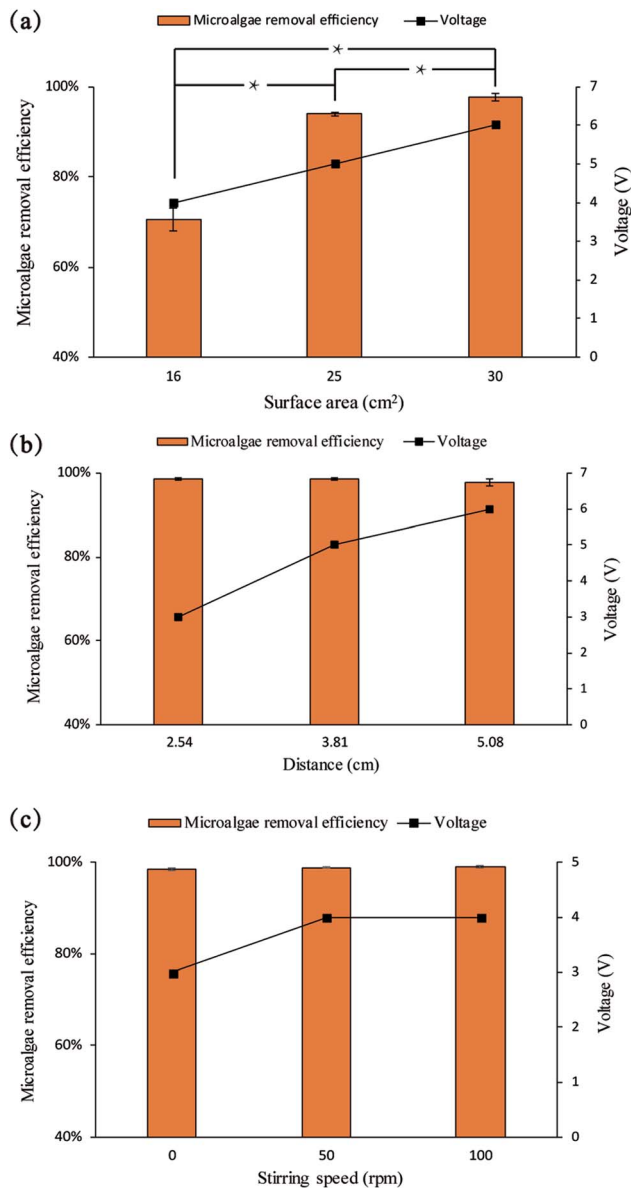 (a)
Microalgae removal efficiency
Voltage
*
*
*
100%
80%
60%
40%
7
6
5
4
3
2
1
0
Microalgae removal efficiency
Voltage (V)
16
25
30
Surface area (cm²)
(b)
Microalgae removal efficiency
Voltage
100%
80%
60%
40%
7
6
5
4
3
2
1
0
Microalgae removal efficiency
Voltage (V)
2.54
3.81
5.08
Distance (cm)
(c)
Microalgae removal efficiency
Voltage
100%
80%
60%
40%
5
4
3
2
1
0
Microalgae removal efficiency
Voltage (V)
0
50
100
Stirring speed (rpm)